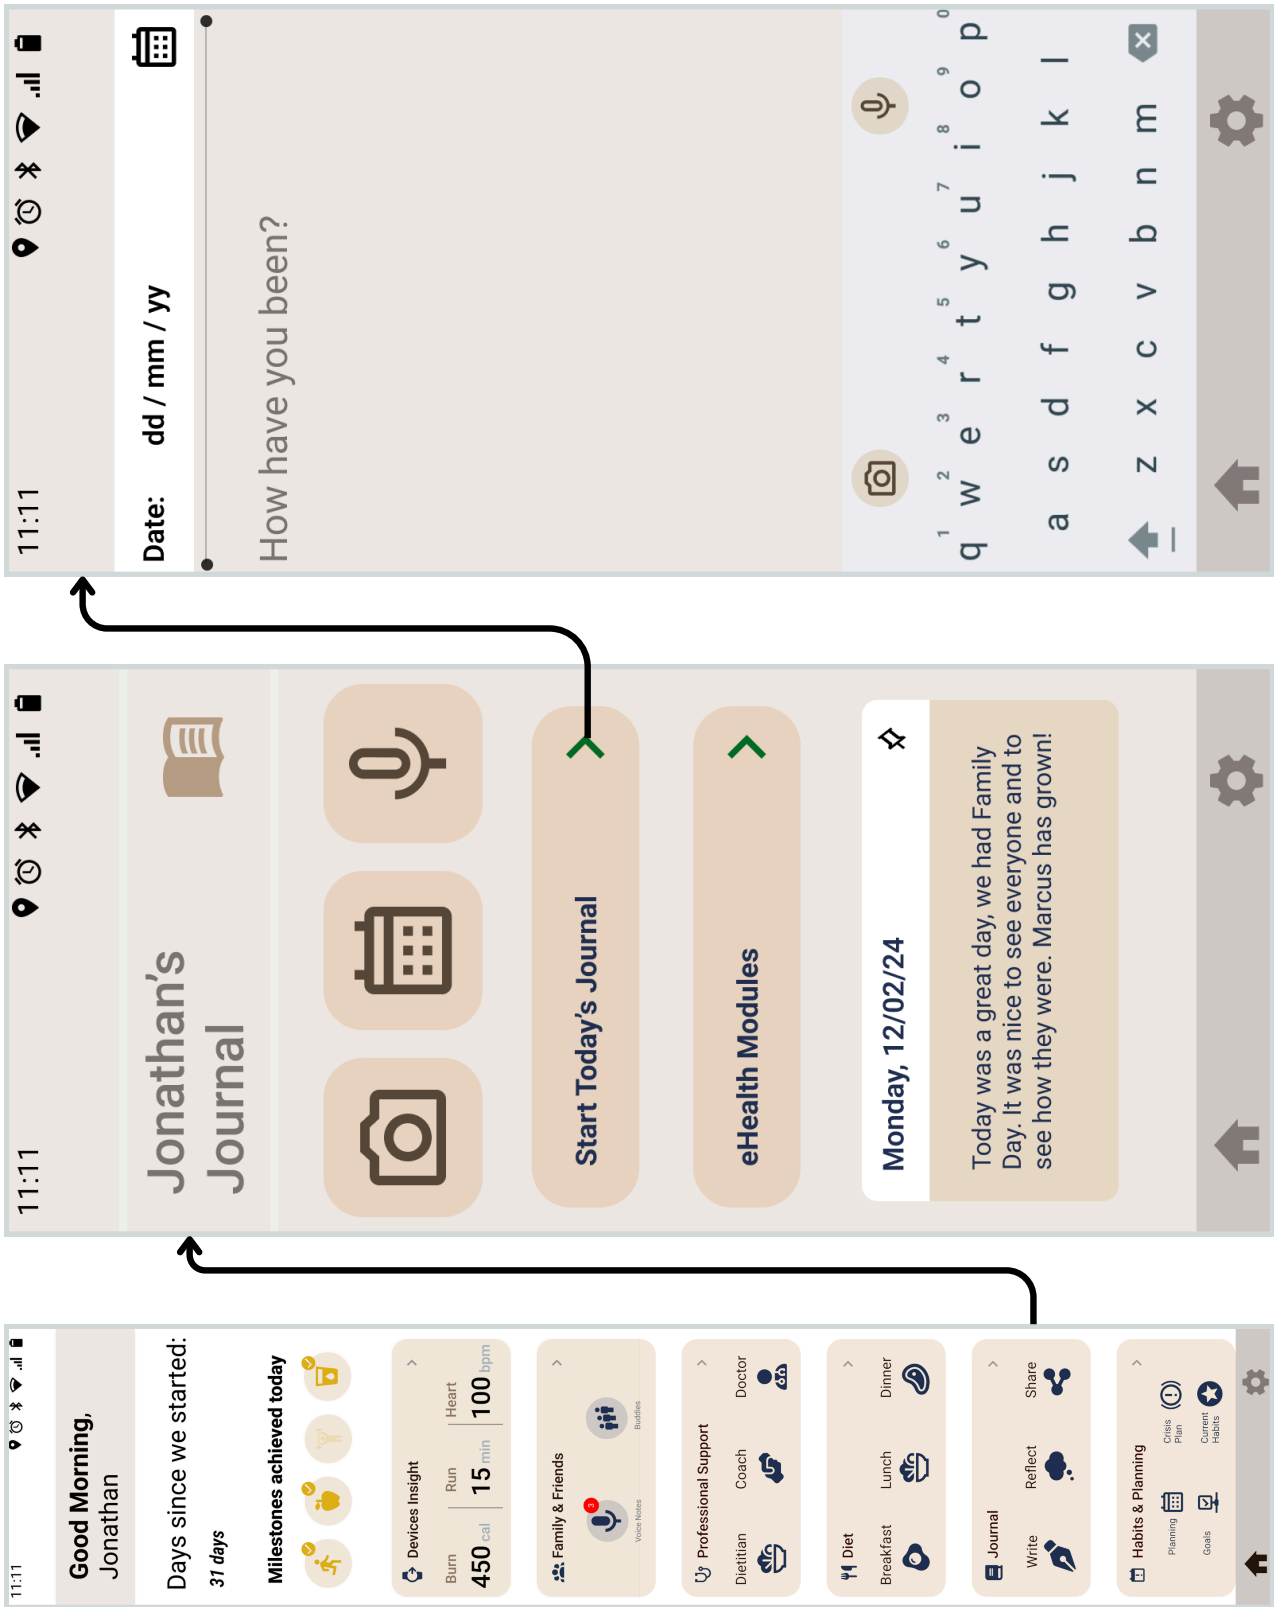 11:11
Good Morning,
Jonathan
Days since we started:
31 days
Milestones achieved today
Devices Insight
Burn Run Heart
450 cal 15 min 100 bpm
Family & Friends
3
Voice Notes Buddies
Professional Support
Dietitian Coach Doctor
Diet
Breakfast Lunch Dinner
Journal
Write Reflect Share
Habits & Planning
Planning
Crisis
Plan
Goals
Current
Habits
11:11
Jonathan’s
Journal
Start Today’s Journal
eHealth Modules
Monday, 12/02/24
Today was a great day, we had Family
Day. It was nice to see everyone and to
see how they were. Marcus has grown!
11:11
Date: dd / mm / yy
How have you been?
1 2 3 4 5 6 7 8 9 0
q w e r t y u i o p
a s d f g h j k l
z x c v b n m